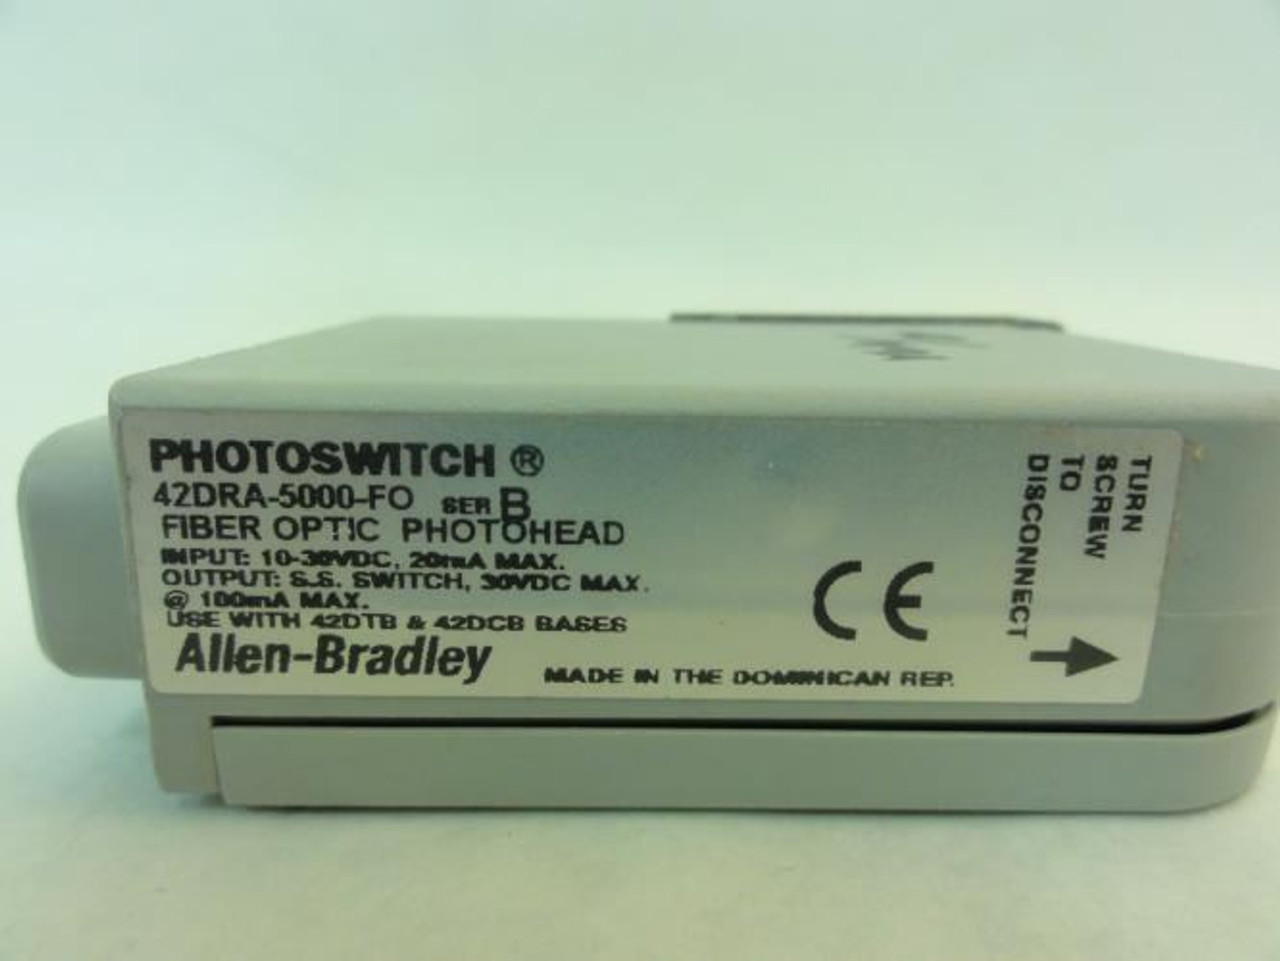 PHOTOSWITCH ®
42DRA-5000-FO SER B
FIBER OPTIC PHOTOHEAD
INPUT: 10-30VDC, 20mA MAX.
OUTPUT: S.S. SWITCH, 30VDC MAX.
@ 100mA MAX.
USE WITH 42DTB & 42DCB BASES
Allen-Bradley
MADE IN THE DOMINICAN REP.
CE
TURN
SCREW
TO
DISCONNECT